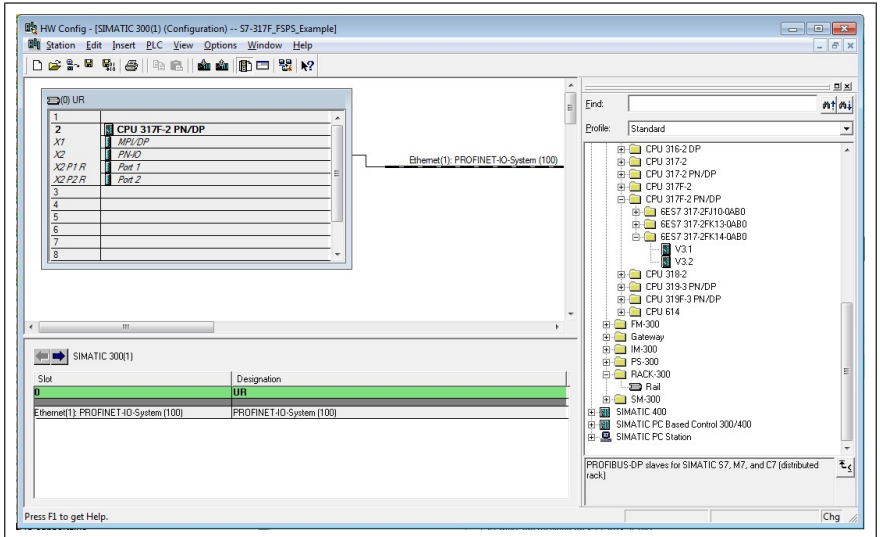 HW Config - [SIMATIC 300(1) (Configuration) -- S7-317F_FSPS_Example]
Station Edit Insert PLC View Options Window Help
(0) UR
1
2 CPU 317F-2 PN/DP
X1 MPI/DP
X2 PN-IO
X2 P1 R Port 1
X2 P2 R Port 2
3
4
5
6
7
8
Ethernet(1): PROFINET-IO-System (100)
SIMATIC 300(1)
Slot Designation
0 UR
Ethernet(1): PROFINET-IO-System (100) PROFINET-IO-System (100)
Find:
Profile: Standard
CPU 316-2 DP
CPU 317-2
CPU 317-2 PN/DP
CPU 317F-2
CPU 317F-2 PN/DP
6ES7 317-2FJ10-0AB0
6ES7 317-2FK13-0AB0
6ES7 317-2FK14-0AB0
V3.1
V3.2
CPU 318-2
CPU 319-3 PN/DP
CPU 319F-3 PN/DP
CPU 614
FM-300
Gateway
IM-300
PS-300
RACK-300
Rail
SM-300
SIMATIC 400
SIMATIC PC Based Control 300/400
SIMATIC PC Station
PROFIBUS-DP slaves for SIMATIC S7, M7, and C7 (distributed
rack)
Press F1 to get Help.
Chg